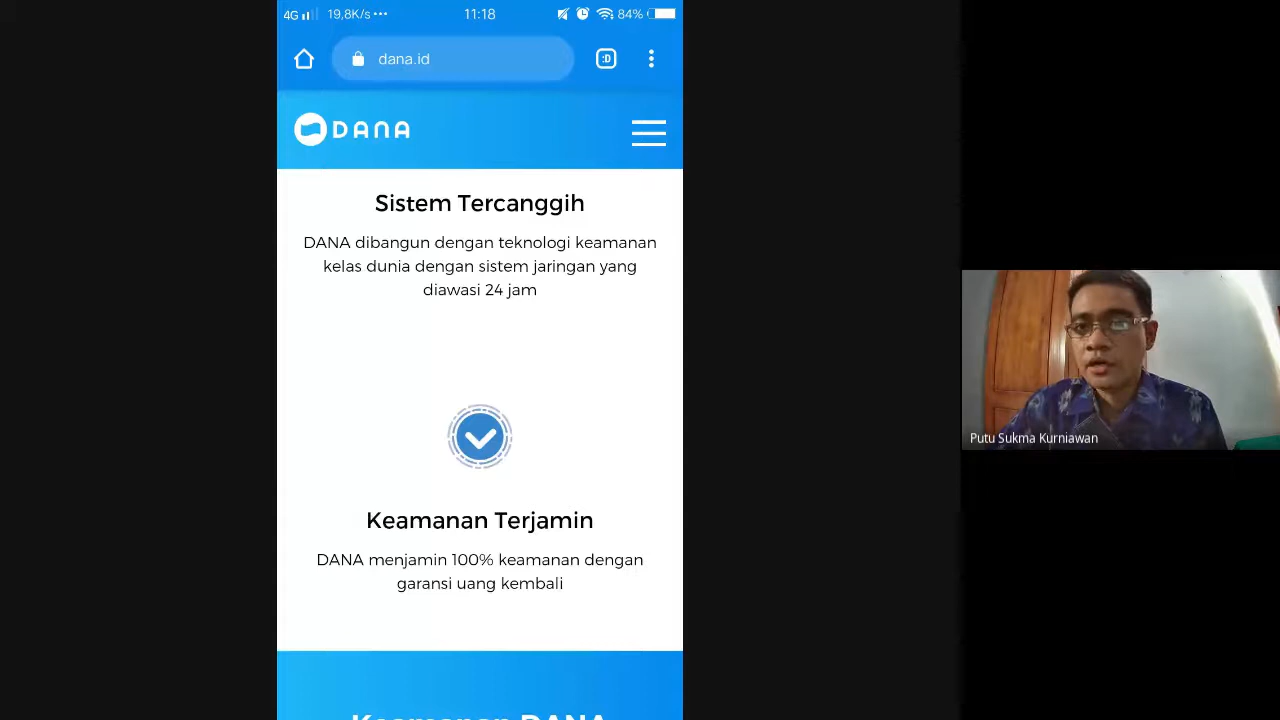 4G 19,8K/s ··· 11:18 84%
:D
dana.id
DANA
Sistem Tercanggih
DANA dibangun dengan teknologi keamanan
kelas dunia dengan sistem jaringan yang
diawasi 24 jam
Keamanan Terjamin
DANA menjamin 100% keamanan dengan
garansi uang kembali
Keamanan DANA
Putu Sukma Kurniawan